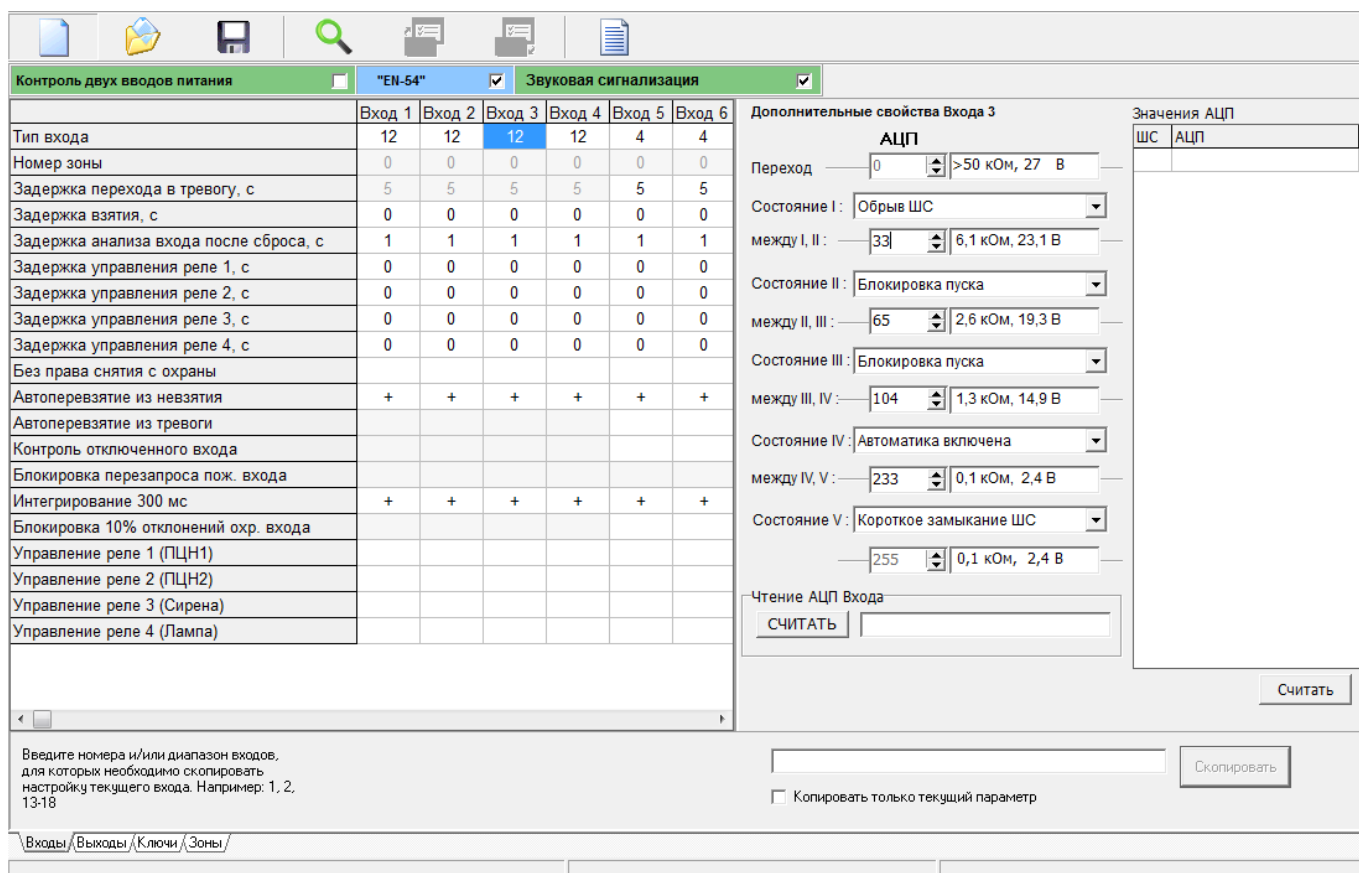 Контроль двух вводов питания "EN-54" Звуковая сигнализация
Вход 1 Вход 2 Вход 3 Вход 4 Вход 5 Вход 6
Тип входа 12 12 12 12 4 4
Номер зоны 0 0 0 0 0 0
Задержка перехода в тревогу, с 5 5 5 5 5 5
Задержка взятия, с 0 0 0 0 0 0
Задержка анализа входа после сброса, с 1 1 1 1 1 1
Задержка управления реле 1, с 0 0 0 0 0 0
Задержка управления реле 2, с 0 0 0 0 0 0
Задержка управления реле 3, с 0 0 0 0 0 0
Задержка управления реле 4, с 0 0 0 0 0 0
Без права снятия с охраны
Автоперевзятие из невзятия + + + + + +
Автоперевзятие из тревоги
Контроль отключенного входа
Блокировка перезапроса пож. входа
Интегрирование 300 мс + + + + + +
Блокировка 10% отклонений охр. входа
Управление реле 1 (ПЦН1)
Управление реле 2 (ПЦН2)
Управление реле 3 (Сирена)
Управление реле 4 (Лампа)
Дополнительные свойства Входа 3
АЦП
Переход 0 >50 кОм, 27 В
Состояние I : Обрыв ШС
между I, II : 33 6,1 кОм, 23,1 В
Состояние II : Блокировка пуска
между II, III : 65 2,6 кОм, 19,3 В
Состояние III : Блокировка пуска
между III, IV : 104 1,3 кОм, 14,9 В
Состояние IV : Автоматика включена
между IV, V : 233 0,1 кОм, 2,4 В
Состояние V : Короткое замыкание ШС
255 0,1 кОм, 2,4 В
Чтение АЦП Входа
СЧИТАТЬ
Значения АЦП
ШС АЦП
Считать
Введите номера и/или диапазон входов,
для которых необходимо скопировать
настройку текущего входа. Например: 1, 2,
13-18
Скопировать
Копировать только текущий параметр
Входы Выходы Ключи Зоны